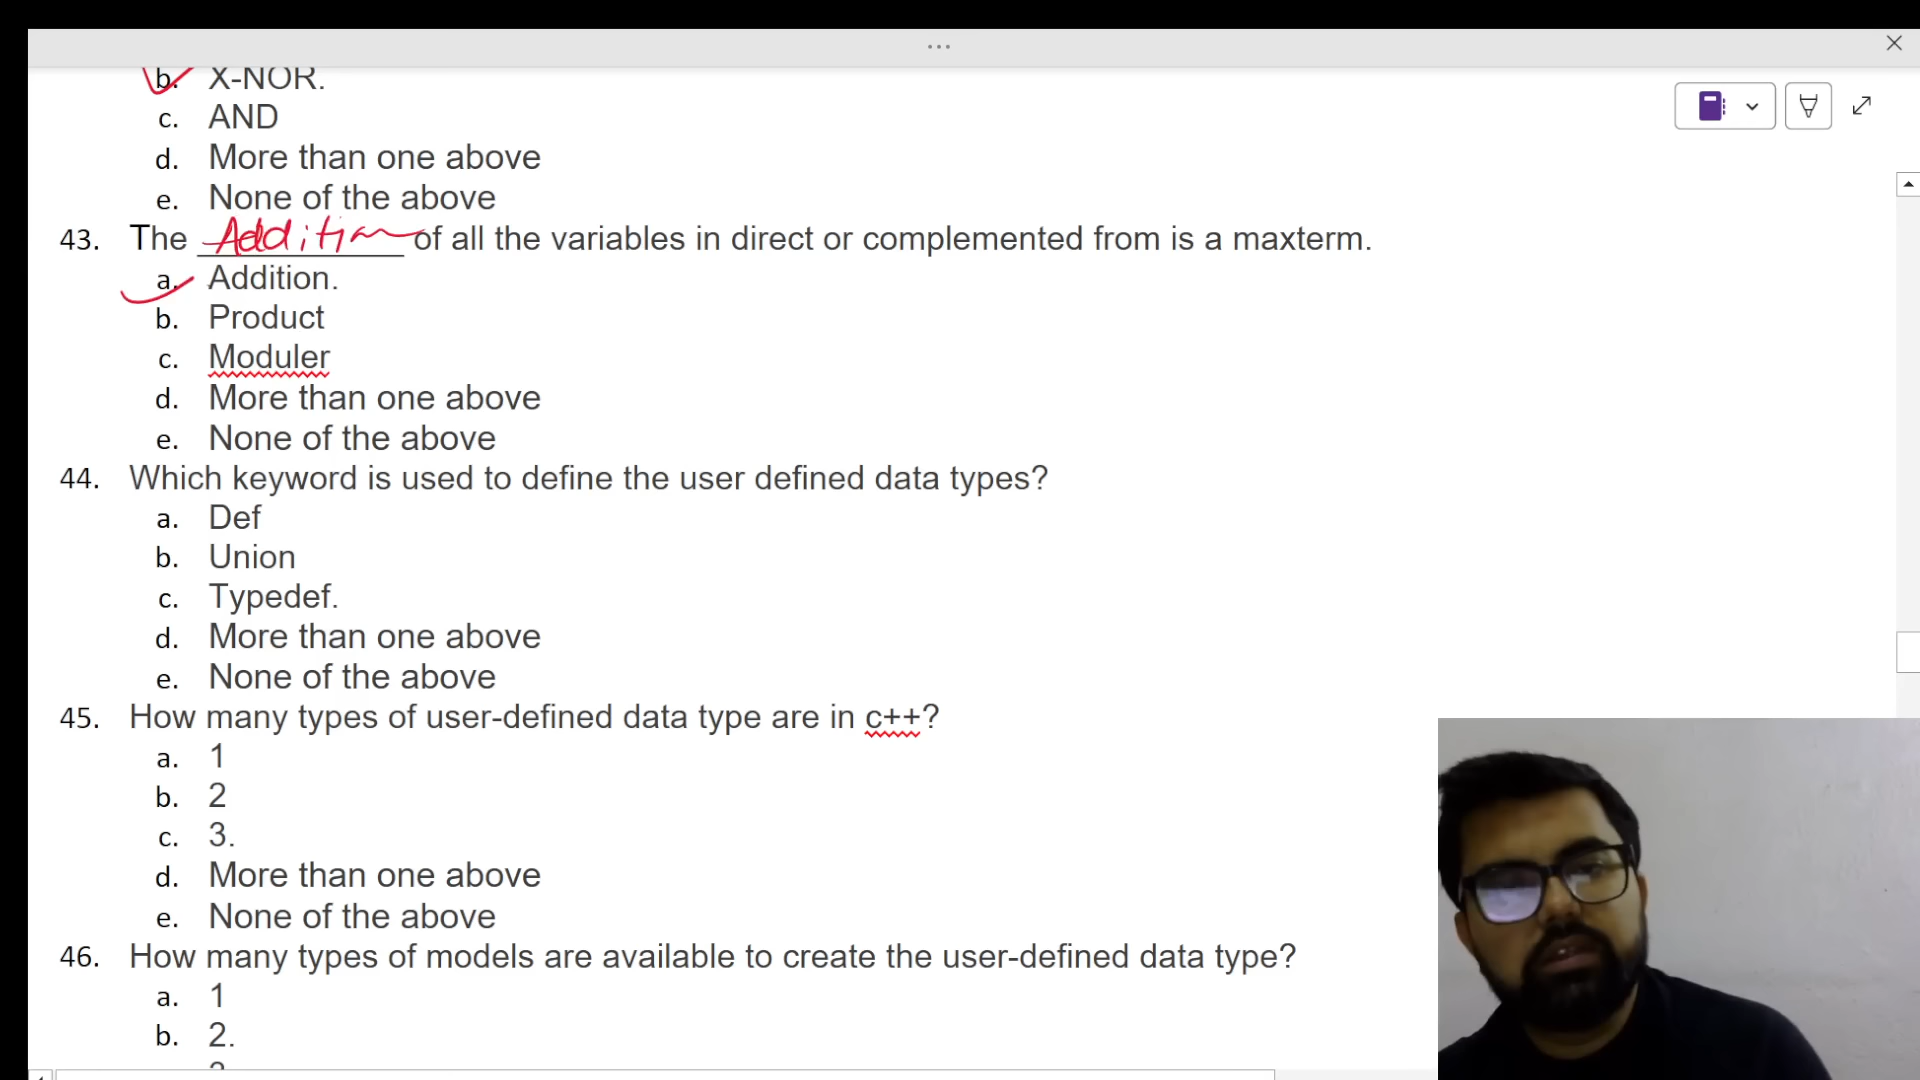 b. X-NOR.
c. AND
d. More than one above
e. None of the above
43. The Addition of all the variables in direct or complemented from is a maxterm.
a. Addition.
b. Product
c. Moduler
d. More than one above
e. None of the above
44. Which keyword is used to define the user defined data types?
a. Def
b. Union
c. Typedef.
d. More than one above
e. None of the above
45. How many types of user-defined data type are in c++?
a. 1
b. 2
c. 3.
d. More than one above
e. None of the above
46. How many types of models are available to create the user-defined data type?
a. 1
b. 2.